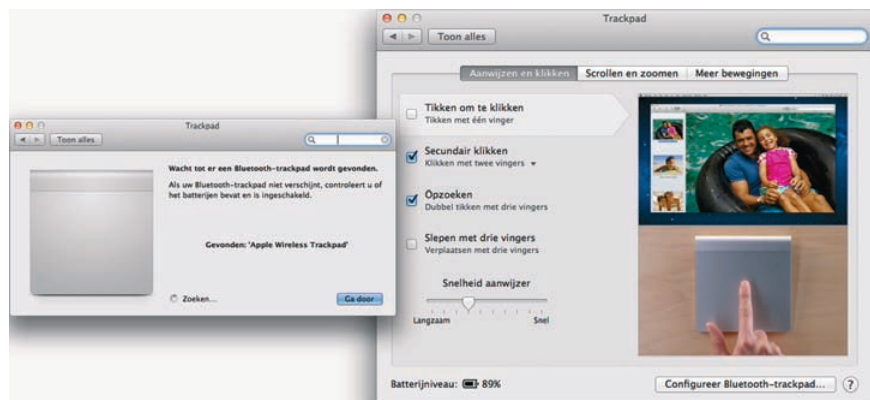 Trackpad
Toon alles
Wacht tot er een Bluetooth-trackpad wordt gevonden.
Als uw Bluetooth-trackpad niet verschijnt, controleert u of
het batterijen bevat en is ingeschakeld.
Gevonden: 'Apple Wireless Trackpad'
Zoeken...
Ga door
Trackpad
Toon alles
Aanwijzen en klikken Scrollen en zoomen Meer bewegingen
Tikken om te klikken
Tikken met één vinger
Secundair klikken
Klikken met twee vingers
Opzoeken
Dubbel tikken met drie vingers
Slepen met drie vingers
Verplaatsen met drie vingers
Snelheid aanwijzer
Langzaam Snel
Batterijniveau: 89% Configureer Bluetooth-trackpad... ?